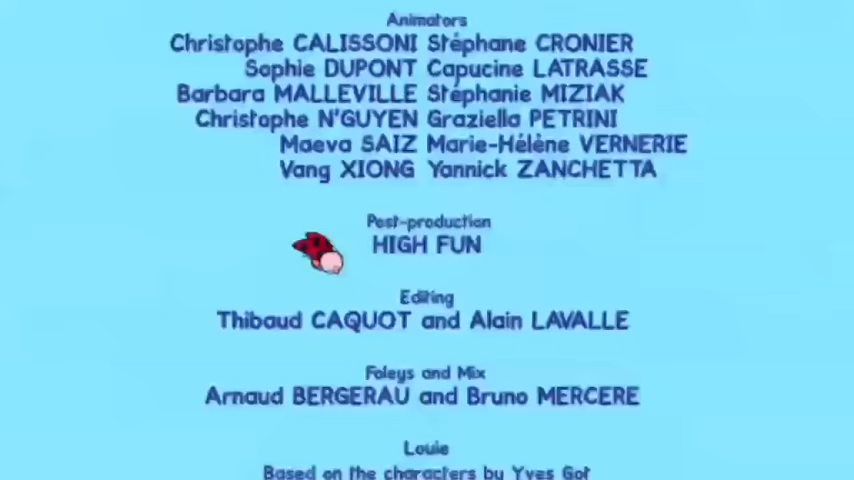 Animators
Christophe CALISSONI Stéphane CRONIER
Sophie DUPONT Capucine LATRASSE
Barbara MALLEVILLE Stéphanie MIZIAK
Christophe N'GUYEN Graziella PETRINI
Maeva SAIZ Marie-Hélène VERNERIE
Vang XIONG Yannick ZANCHETTA
Post-production
HIGH FUN
Editing
Thibaud CAQUOT and Alain LAVALLE
Foleys and Mix
Arnaud BERGERAU and Bruno MERCERE
Louie
Based on the characters by Yves Got